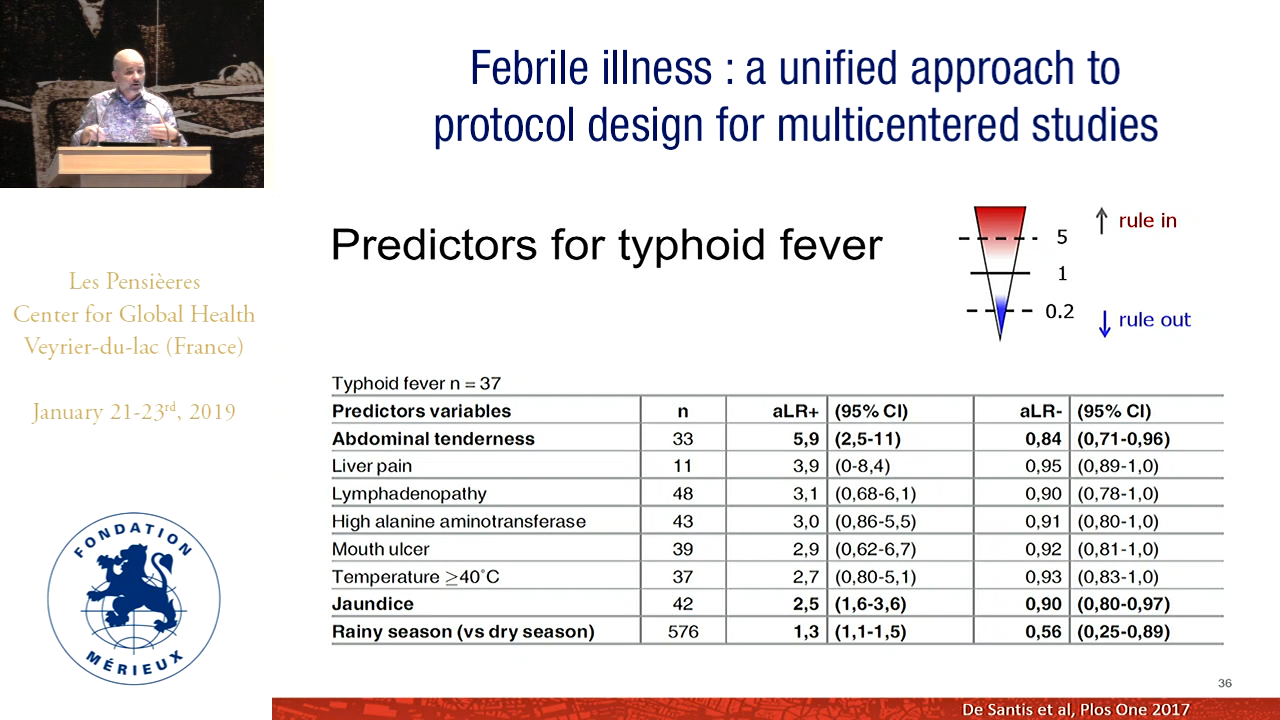 Febrile illness : a unified approach to
protocol design for multicentered studies
Les Pensièeres
Center for Global Health
Veyrier-du-lac (France)
January 21-23rd, 2019
FONDATION
MÉRIEUX
Predictors for typhoid fever
5
1
0.2
rule in
rule out
Typhoid fever n = 37
Predictors variables n aLR+ (95% CI) aLR- (95% CI)
Abdominal tenderness 33 5,9 (2,5-11) 0,84 (0,71-0,96)
Liver pain 11 3,9 (0-8,4) 0,95 (0,89-1,0)
Lymphadenopathy 48 3,1 (0,68-6,1) 0,90 (0,78-1,0)
High alanine aminotransferase 43 3,0 (0,86-5,5) 0,91 (0,80-1,0)
Mouth ulcer 39 2,9 (0,62-6,7) 0,92 (0,81-1,0)
Temperature ≥40˚C 37 2,7 (0,80-5,1) 0,93 (0,83-1,0)
Jaundice 42 2,5 (1,6-3,6) 0,90 (0,80-0,97)
Rainy season (vs dry season) 576 1,3 (1,1-1,5) 0,56 (0,25-0,89)
36
De Santis et al, Plos One 2017